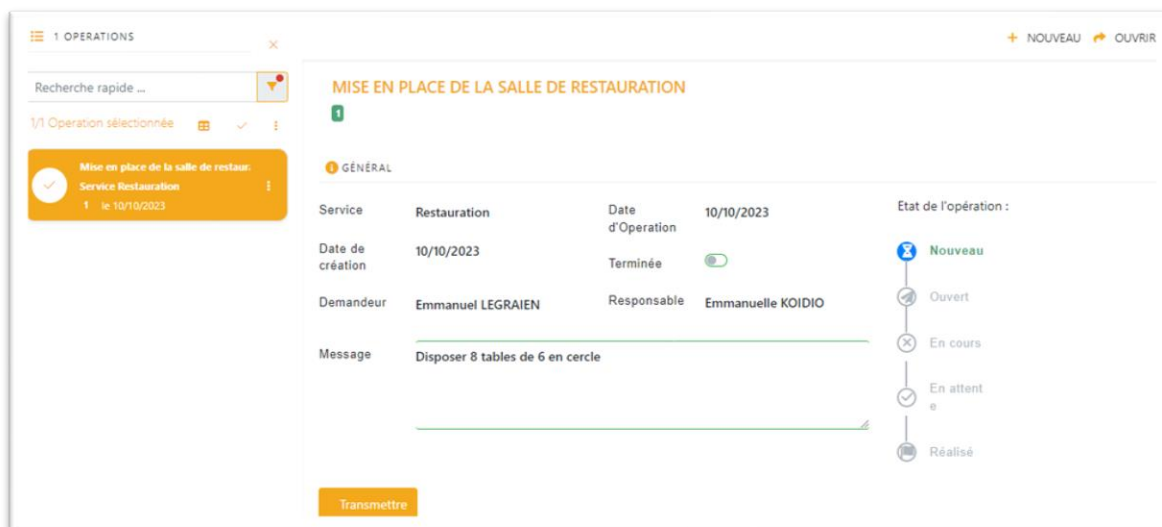 1 OPERATIONS
×
+ NOUVEAU OUVRIR
Recherche rapide ...
1/1 Operation sélectionnée
Mise en place de la salle de restaur.
Service Restauration
1 le 10/10/2023
MISE EN PLACE DE LA SALLE DE RESTAURATION
1
GÉNÉRAL
Service Restauration
Date d'Operation 10/10/2023
Date de création 10/10/2023
Terminée
Demandeur Emmanuel LEGRAIEN
Responsable Emmanuelle KOIDIO
Message Disposer 8 tables de 6 en cercle
Transmettre
Etat de l'opération :
Nouveau
Ouvert
En cours
En attent
e
Réalisé